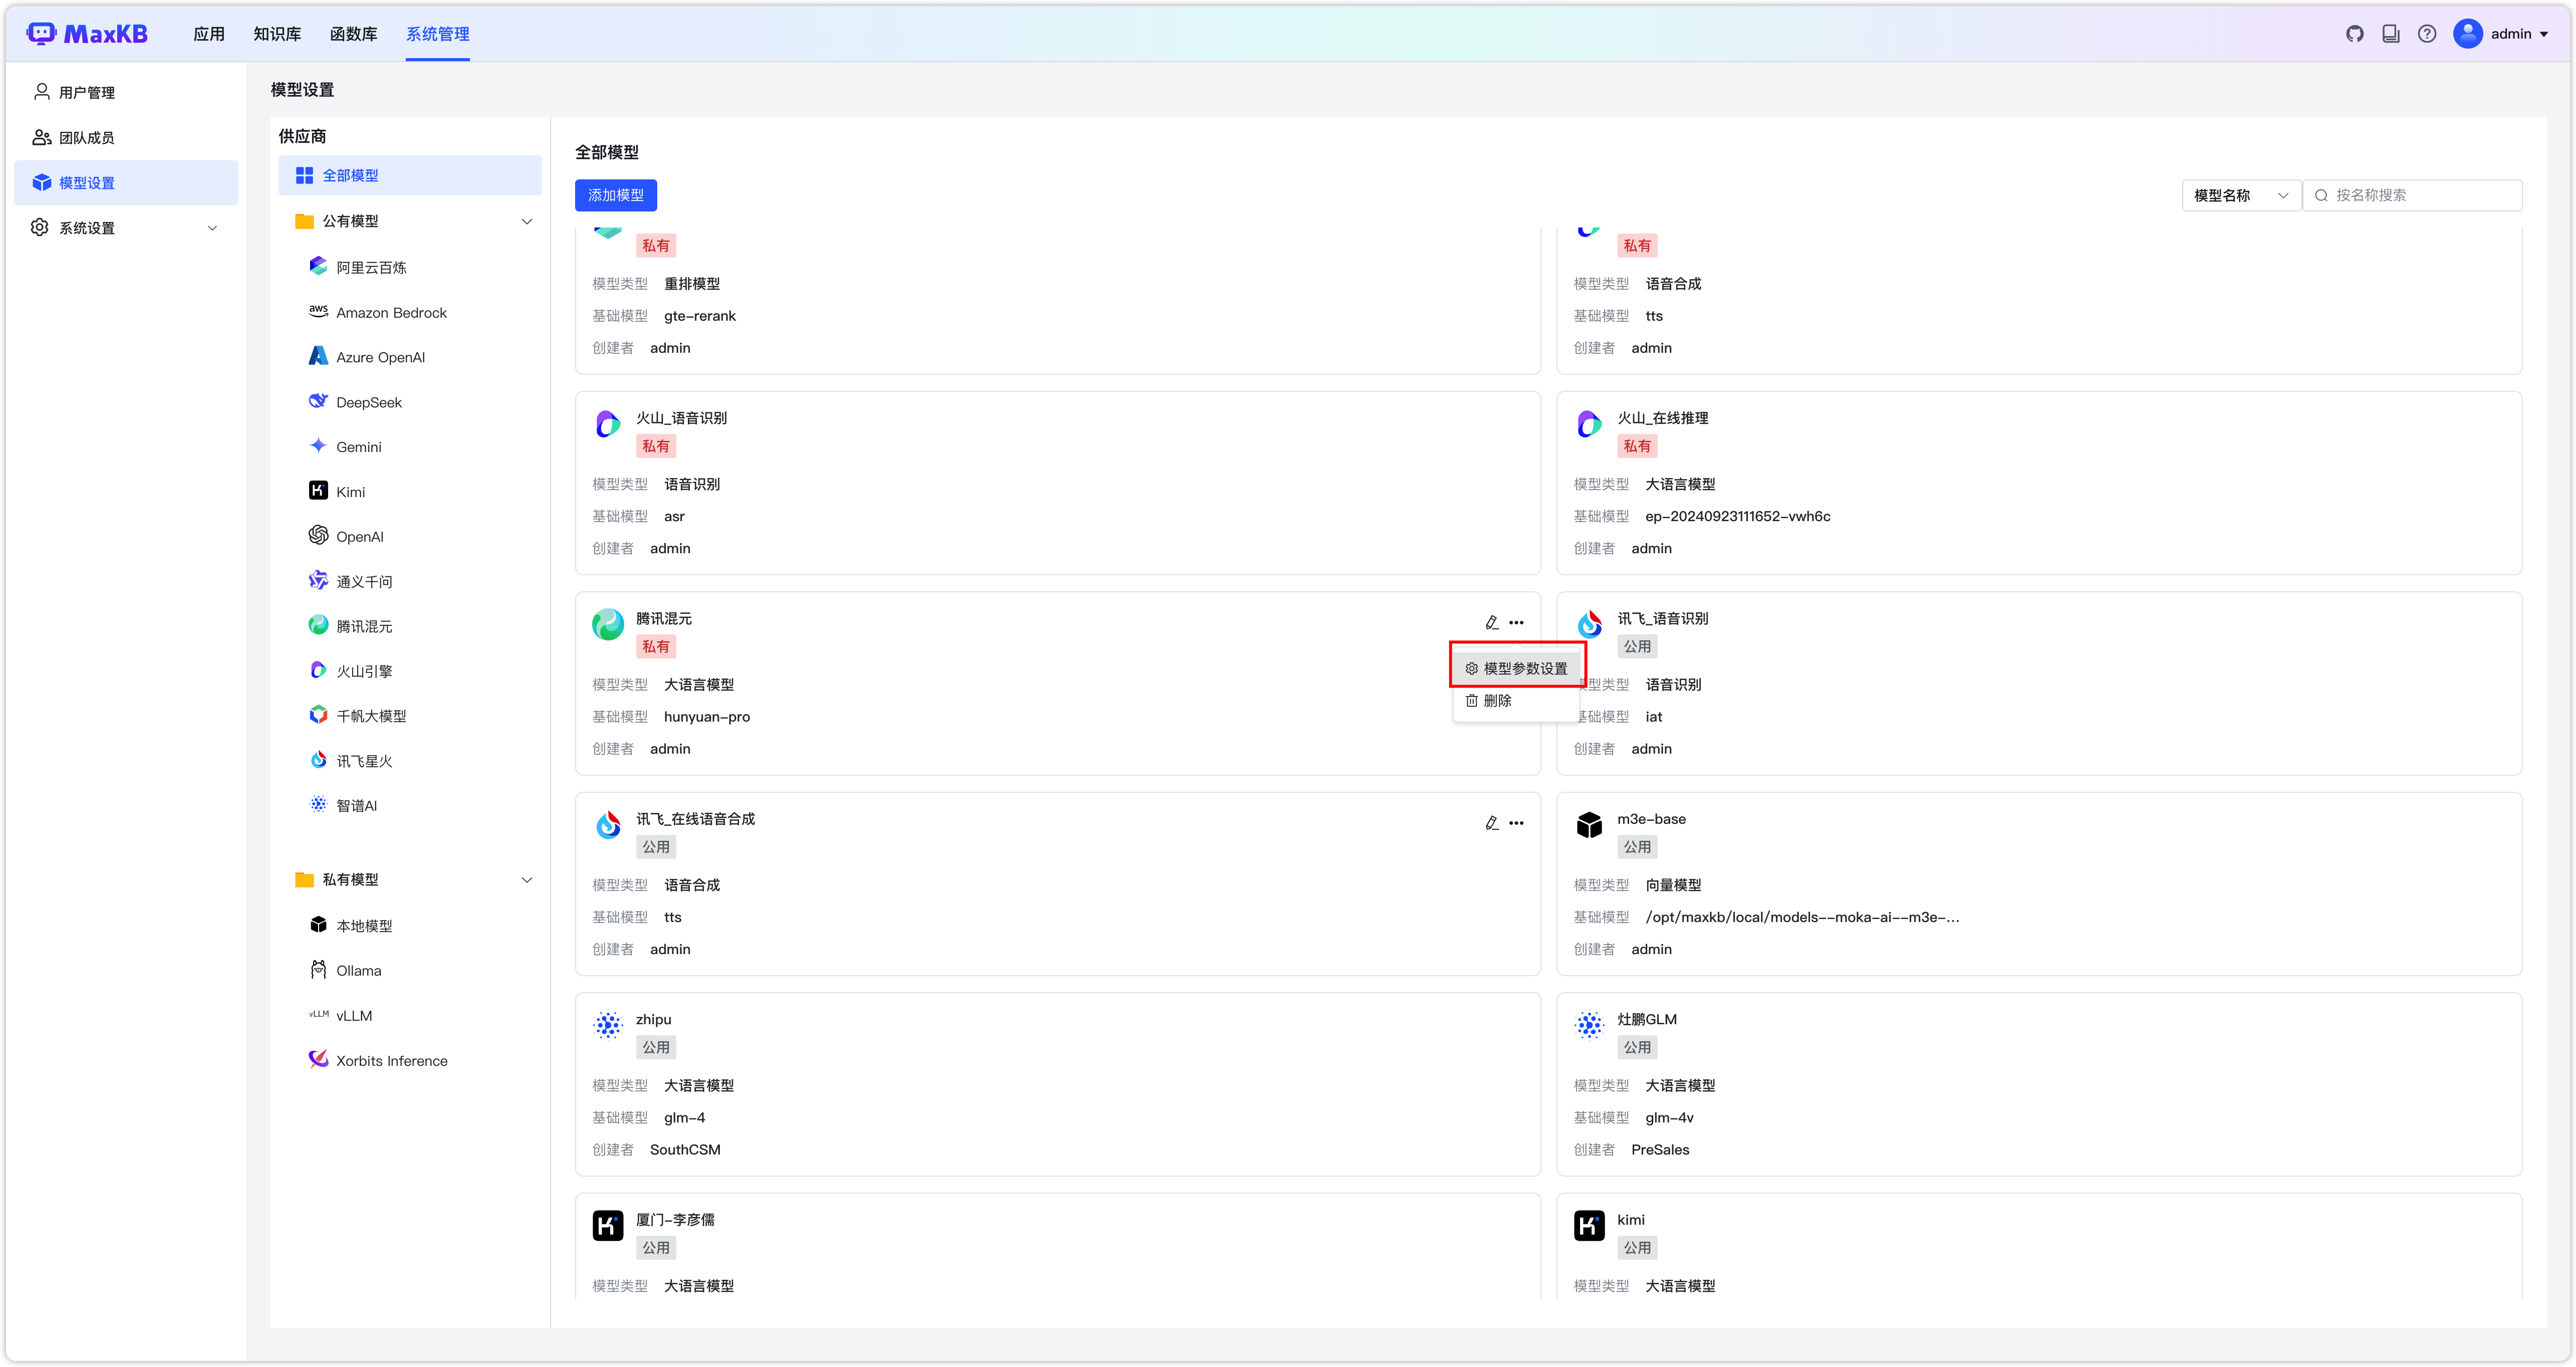 MaxKB
应用
知识库
函数库
系统管理
admin
用户管理
团队成员
模型设置
系统设置
模型设置
供应商
全部模型
公有模型
阿里云百炼
aws Amazon Bedrock
Azure OpenAI
DeepSeek
Gemini
Kimi
OpenAI
通义千问
腾讯混元
火山引擎
千帆大模型
讯飞星火
智谱AI
私有模型
本地模型
Ollama
vLLM vLLM
Xorbits Inference
全部模型
添加模型
模型名称
按名称搜索
私有
模型类型 重排模型
基础模型 gte-rerank
创建者 admin
私有
模型类型 语音合成
基础模型 tts
创建者 admin
火山_语音识别
私有
模型类型 语音识别
基础模型 asr
创建者 admin
火山_在线推理
私有
模型类型 大语言模型
基础模型 ep-20240923111652-vwh6c
创建者 admin
腾讯混元
私有
模型类型 大语言模型
基础模型 hunyuan-pro
创建者 admin
模型参数设置
删除
讯飞_语音识别
公用
型类型 语音识别
基础模型 iat
创建者 admin
讯飞_在线语音合成
公用
模型类型 语音合成
基础模型 tts
创建者 admin
m3e-base
公用
模型类型 向量模型
基础模型 /opt/maxkb/local/models--moka-ai--m3e-...
创建者 admin
zhipu
公用
模型类型 大语言模型
基础模型 glm-4
创建者 SouthCSM
灶鹏GLM
公用
模型类型 大语言模型
基础模型 glm-4v
创建者 PreSales
厦门-李彦儒
公用
模型类型 大语言模型
kimi
公用
模型类型 大语言模型